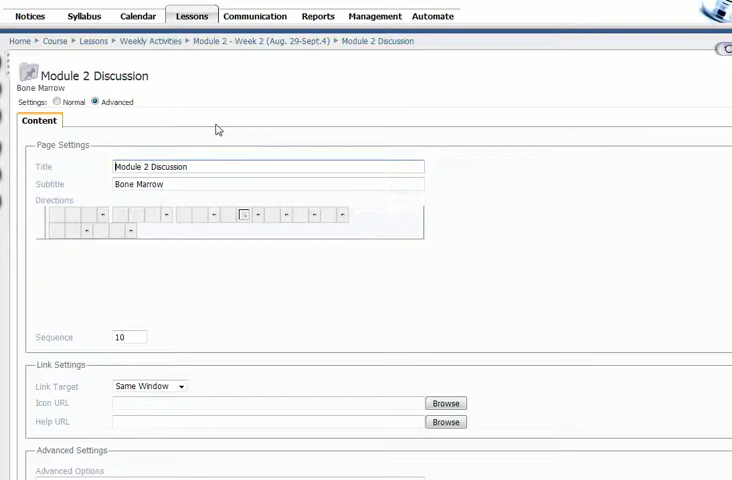 Notices Syllabus Calendar Lessons Communication Reports Management Automate
Home Course Lessons Weekly Activities Module 2 - Week 2 (Aug. 29-Sept.4) Module 2 Discussion
Module 2 Discussion
Bone Marrow
Settings: Normal Advanced
Content
Page Settings
Title Module 2 Discussion
Subtitle Bone Marrow
Directions
Sequence 10
Link Settings
Link Target Same Window
Icon URL Browse
Help URL Browse
Advanced Settings
Advanced Options